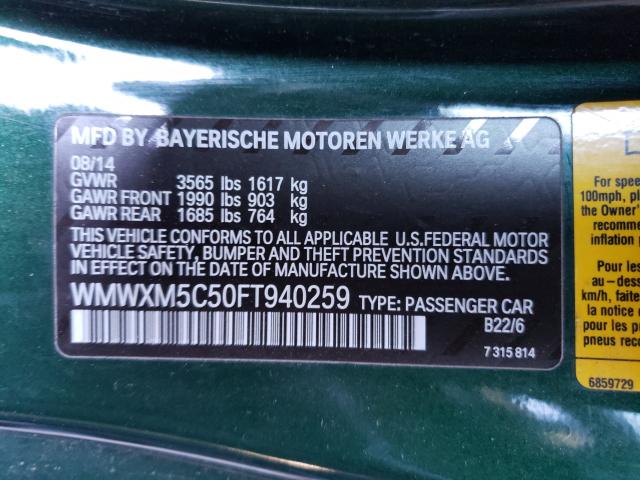 MFD BY BAYERISCHE MOTOREN WERKE AG
08/14
GVWR 3565 lbs 1617 kg
GAWR FRONT 1990 lbs 903 kg
GAWR REAR 1685 lbs 764 kg
THIS VEHICLE CONFORMS TO ALL APPLICABLE U.S.FEDERAL MOTOR
VEHICLE SAFETY, BUMPER AND THEFT PREVENTION STANDARDS
IN EFFECT ON THE DATE OF MANUFACTURE SHOWN ABOVE.
WMWXM5C50FT940259 TYPE: PASSENGER CAR
B22/6
7 315 814
For spee
100mph, pl
the Owner'
recomme
inflation p
Pour les
au-dess
km/h, faite
la notice
pour les pr
pneus reco
6859729